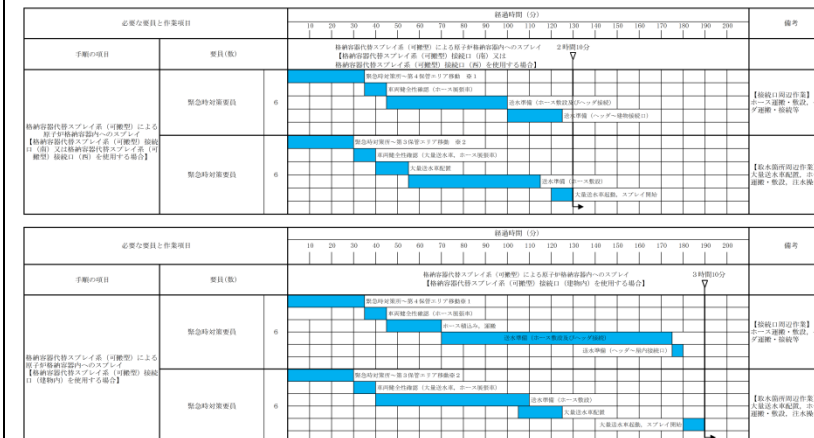 必要な要員と作業項目
経過時間（分）
備考
10 20 30 40 50 60 70 80 90 100 110 120 130 140 150 160 170 180 190 200
手順の項目
要員(数)
格納容器代替スプレイ系（可搬型）による原子炉格納容器内へのスプレイ
【格納容器代替スプレイ系（可搬型）接続口（南）又は
格納容器代替スプレイ系（可搬型）接続口（西）を使用する場合】
2時間10分
格納容器代替スプレイ系（可搬型）による
原子炉格納容器内へのスプレイ
【格納容器代替スプレイ系（可搬型）接続
口（南）又は格納容器代替スプレイ系（可
搬型）接続口（西）を使用する場合】
緊急時対策要員
6
緊急時対策所～第4保管エリア移動 ※1
車両健全性確認（ホース展張車）
送水準備（ホース敷設及びヘッダ接続）
送水準備（ヘッダ～建物接続口）
【接続口周辺作業】
ホース運搬・敷設，
ダ運搬・接続等
緊急時対策要員
6
緊急時対策所～第3保管エリア移動 ※2
車両健全性確認（大量送水車，ホース展張車）
大量送水車配置
送水準備（ホース敷設）
大量送水車起動，スプレイ開始
【取水箇所周辺作業
大量送水車配置，ホ
運搬・敷設，注水操
必要な要員と作業項目
経過時間（分）
備考
10 20 30 40 50 60 70 80 90 100 110 120 130 140 150 160 170 180 190 200
手順の項目
要員(数)
格納容器代替スプレイ系（可搬型）による原子炉格納容器内へのスプレイ
【格納容器代替スプレイ系（可搬型）接続口（建物内）を使用する場合】
3時間10分
格納容器代替スプレイ系（可搬型）による
原子炉格納容器内へのスプレイ
【格納容器代替スプレイ系（可搬型）接続
口（建物内）を使用する場合】
緊急時対策要員
6
緊急時対策所～第4保管エリア移動※1
車両健全性確認（ホース展張車）
ホース積込み，運搬
送水準備（ホース敷設及びヘッダ接続）
送水準備（ヘッダ～屋内接続口）
【接続口周辺作業】
ホース運搬・敷設，
ダ運搬・接続等
緊急時対策要員
6
緊急時対策所～第3保管エリア移動※2
車両健全性確認（大量送水車，ホース展張車）
送水準備（ホース敷設）
大量送水車配置
大量送水車起動，スプレイ開始
【取水箇所周辺作業
大量送水車配置，ホ
運搬・敷設，注水操